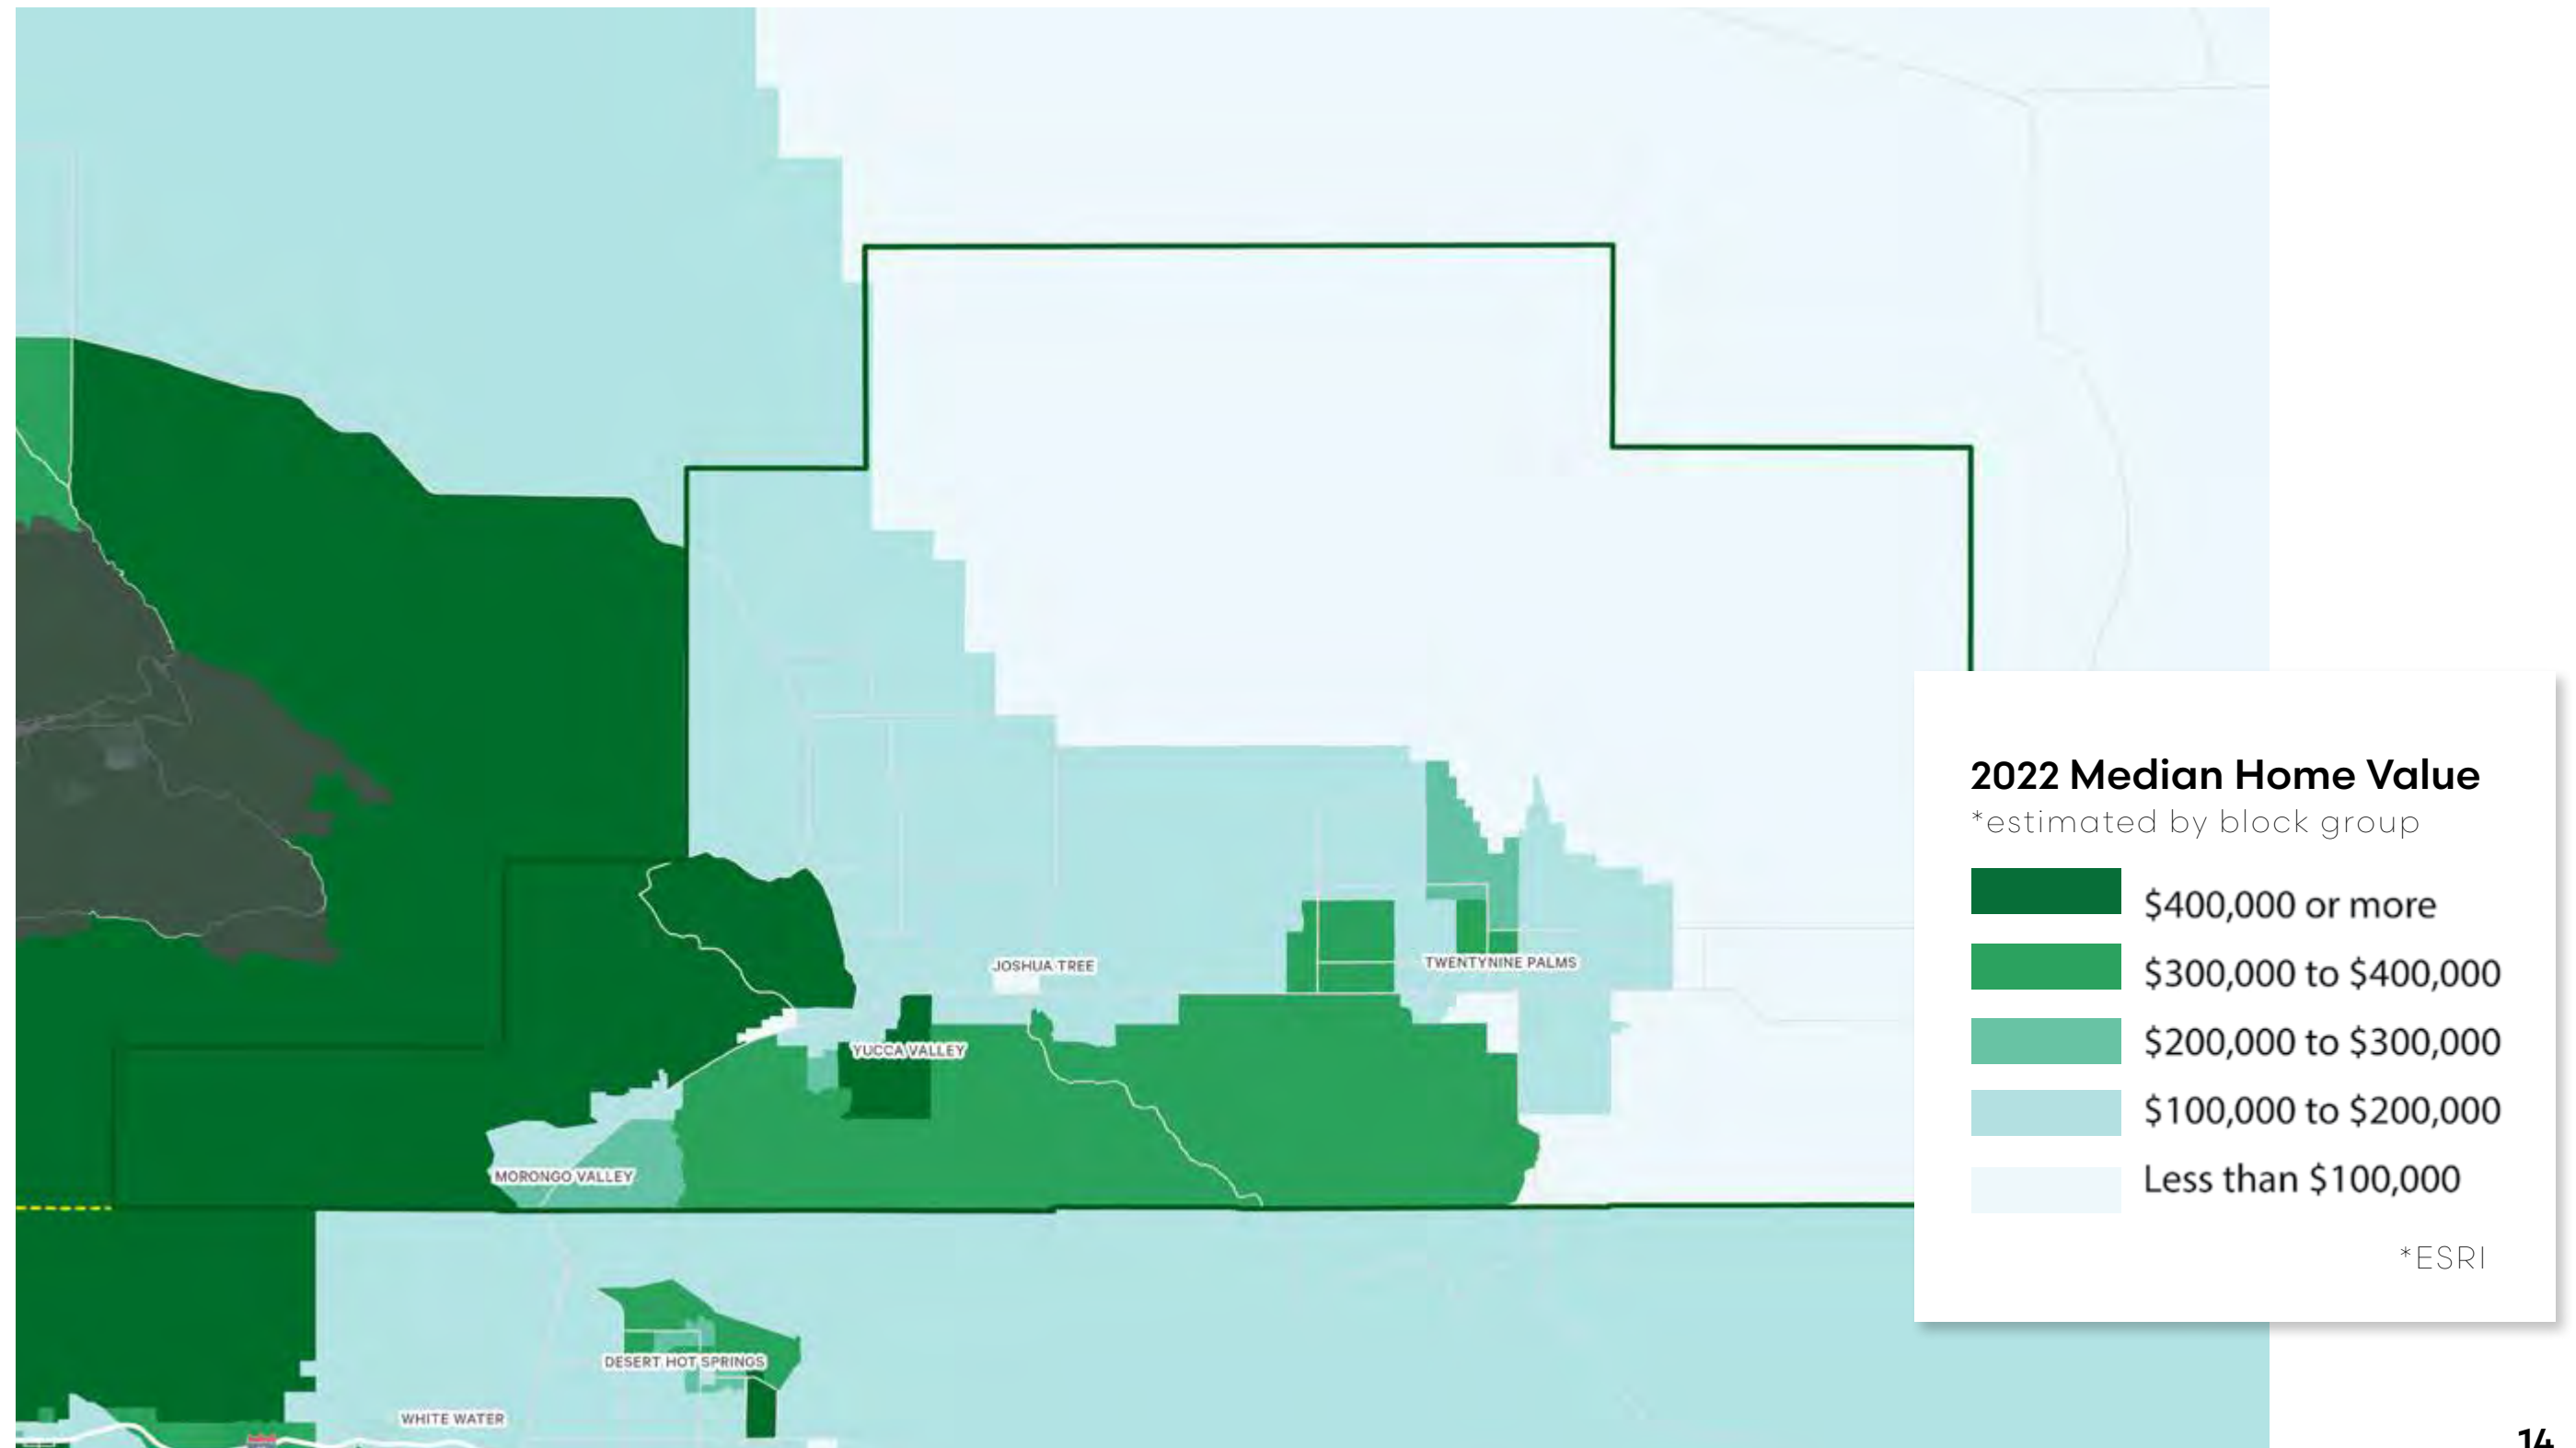 JOSHUA TREE
TWENTYNINE PALMS
YUCCA VALLEY
MORONGO VALLEY
DESERT HOT SPRINGS
WHITE WATER
2022 Median Home Value
*estimated by block group
$400,000 or more
$300,000 to $400,000
$200,000 to $300,000
$100,000 to $200,000
Less than $100,000
*ESRI
14